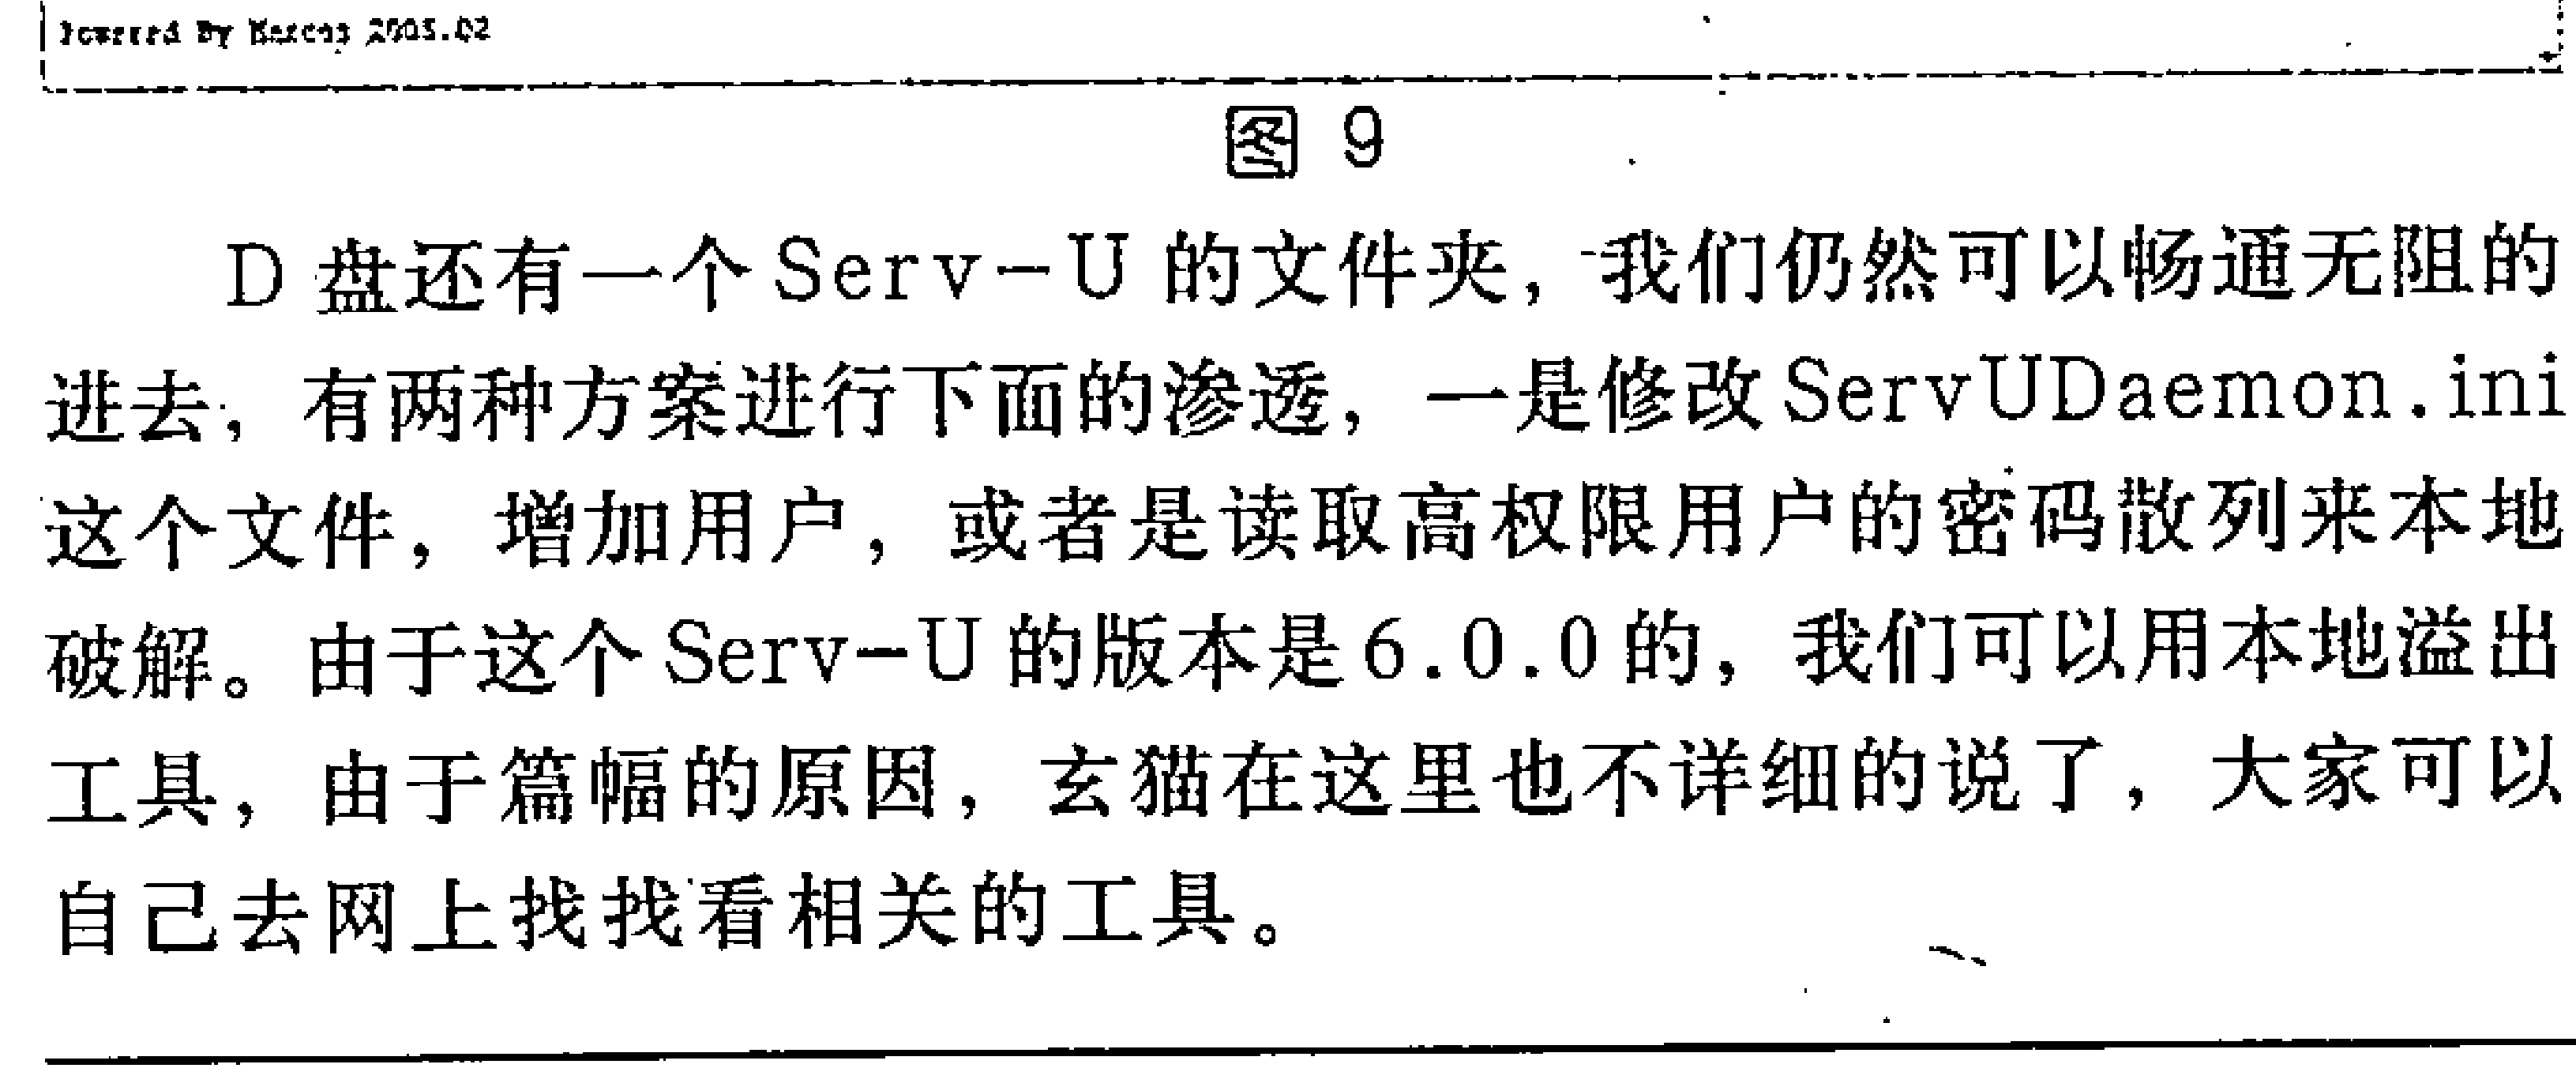 Powered By Marcos 2005.02
图 9
D 盘还有一个 Serv-U 的文件夹，我们仍然可以畅通无阻的
进去，有两种方案进行下面的渗透，一是修改 ServUDaemon.ini
这个文件，增加用户，或者是读取高权限用户的密码散列来本地
破解。由于这个 Serv-U 的版本是 6.0.0 的，我们可以用本地溢出
工具，由于篇幅的原因，玄猫在这里也不详细的说了，大家可以
自己去网上找找看相关的工具。